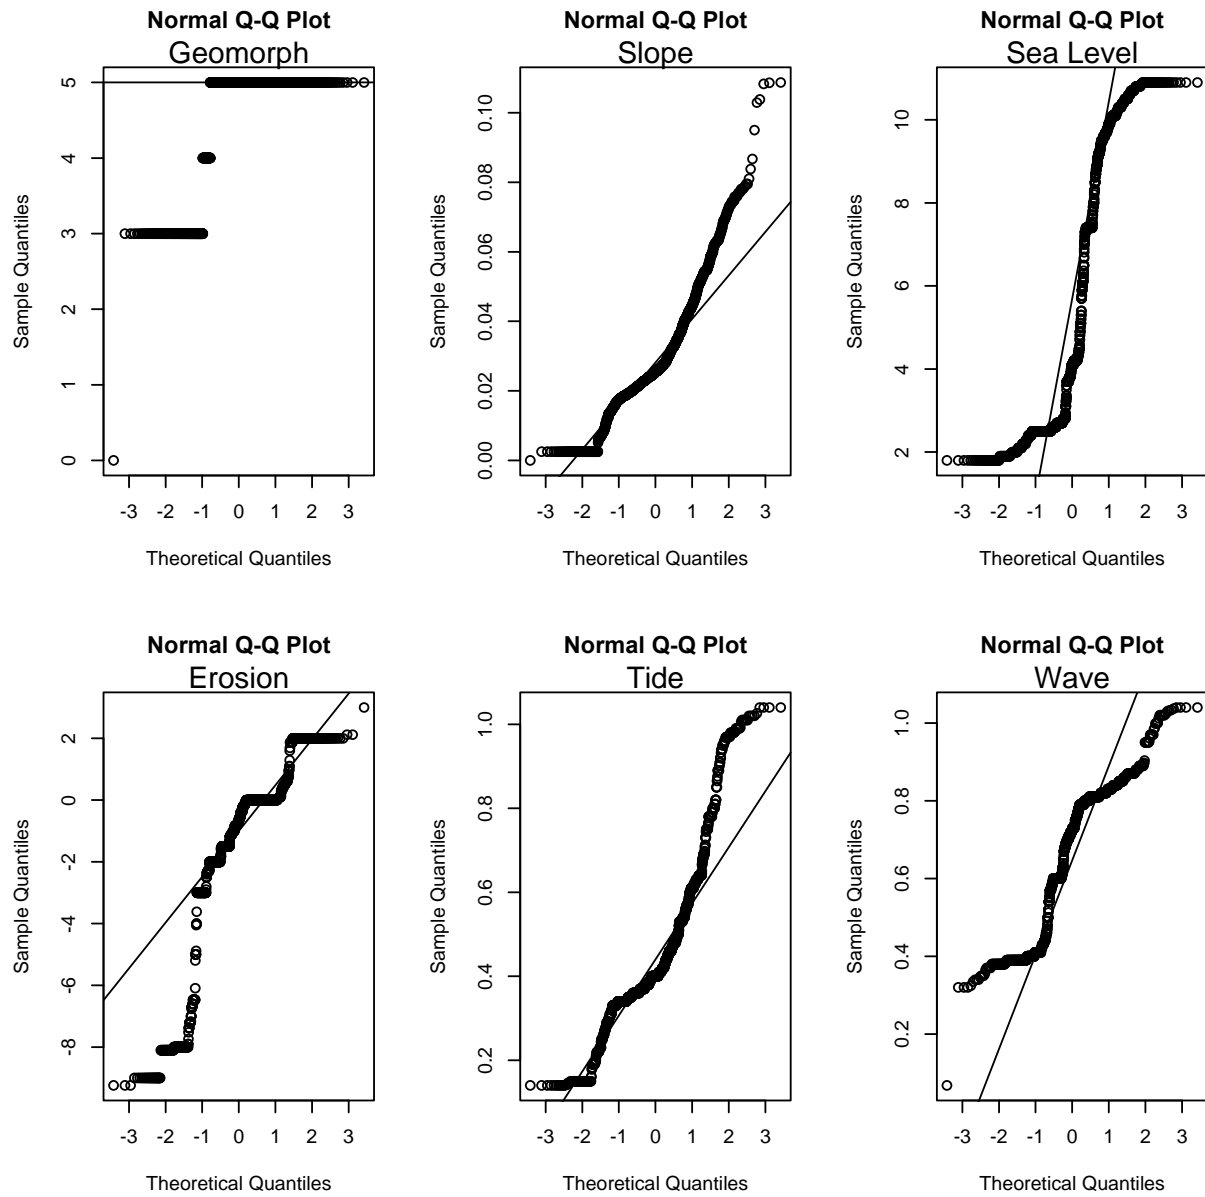 Normal Q-Q Plot
Geomorph
Sample Quantiles
0 1 2 3 4 5
-3 -2 -1 0 1 2 3
Theoretical Quantiles
Normal Q-Q Plot
Slope
Sample Quantiles
0.00 0.02 0.04 0.06 0.08 0.10
-3 -2 -1 0 1 2 3
Theoretical Quantiles
Normal Q-Q Plot
Sea Level
Sample Quantiles
2 4 6 8 10
-3 -2 -1 0 1 2 3
Theoretical Quantiles
Normal Q-Q Plot
Erosion
Sample Quantiles
-8 -6 -4 -2 0 2
-3 -2 -1 0 1 2 3
Theoretical Quantiles
Normal Q-Q Plot
Tide
Sample Quantiles
0.2 0.4 0.6 0.8 1.0
-3 -2 -1 0 1 2 3
Theoretical Quantiles
Normal Q-Q Plot
Wave
Sample Quantiles
0.2 0.4 0.6 0.8 1.0
-3 -2 -1 0 1 2 3
Theoretical Quantiles